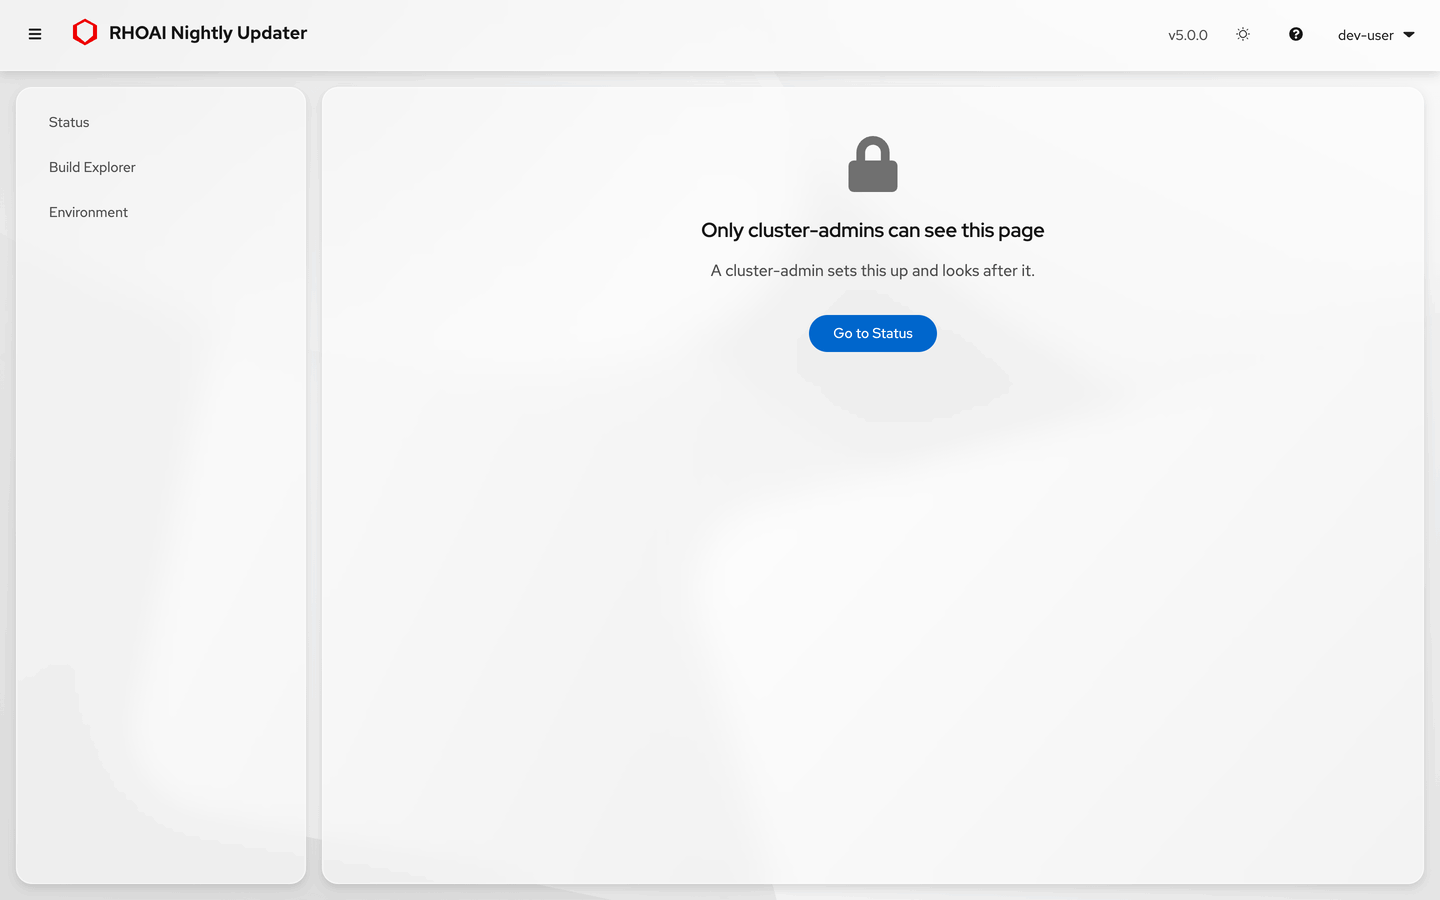 RHOAI Nightly Updater
v5.0.0
dev-user
Status
Build Explorer
Environment
Only cluster-admins can see this page
A cluster-admin sets this up and looks after it.
Go to Status